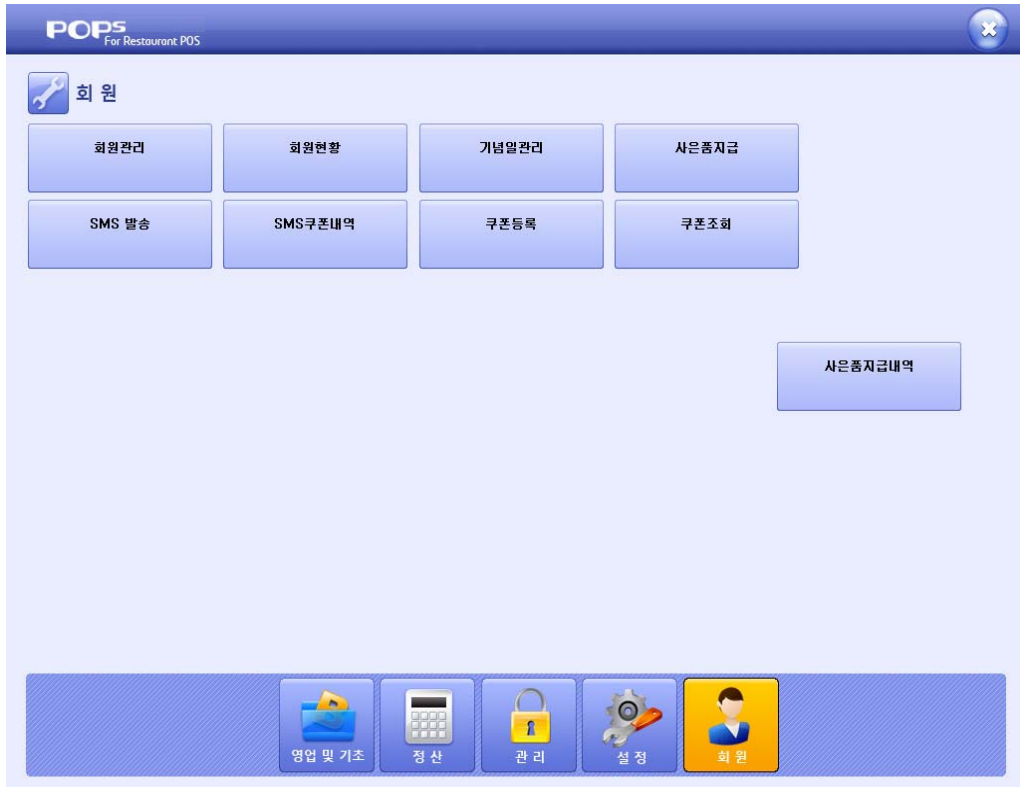 POPS
For Restaurant POS
회 원
회원관리 회원현황 기념일관리 사은품지급
SMS 발송 SMS쿠폰내역 쿠폰등록 쿠폰조회
사은품지급내역
영업 및 기초 정 산 관 리 설 정 회 원